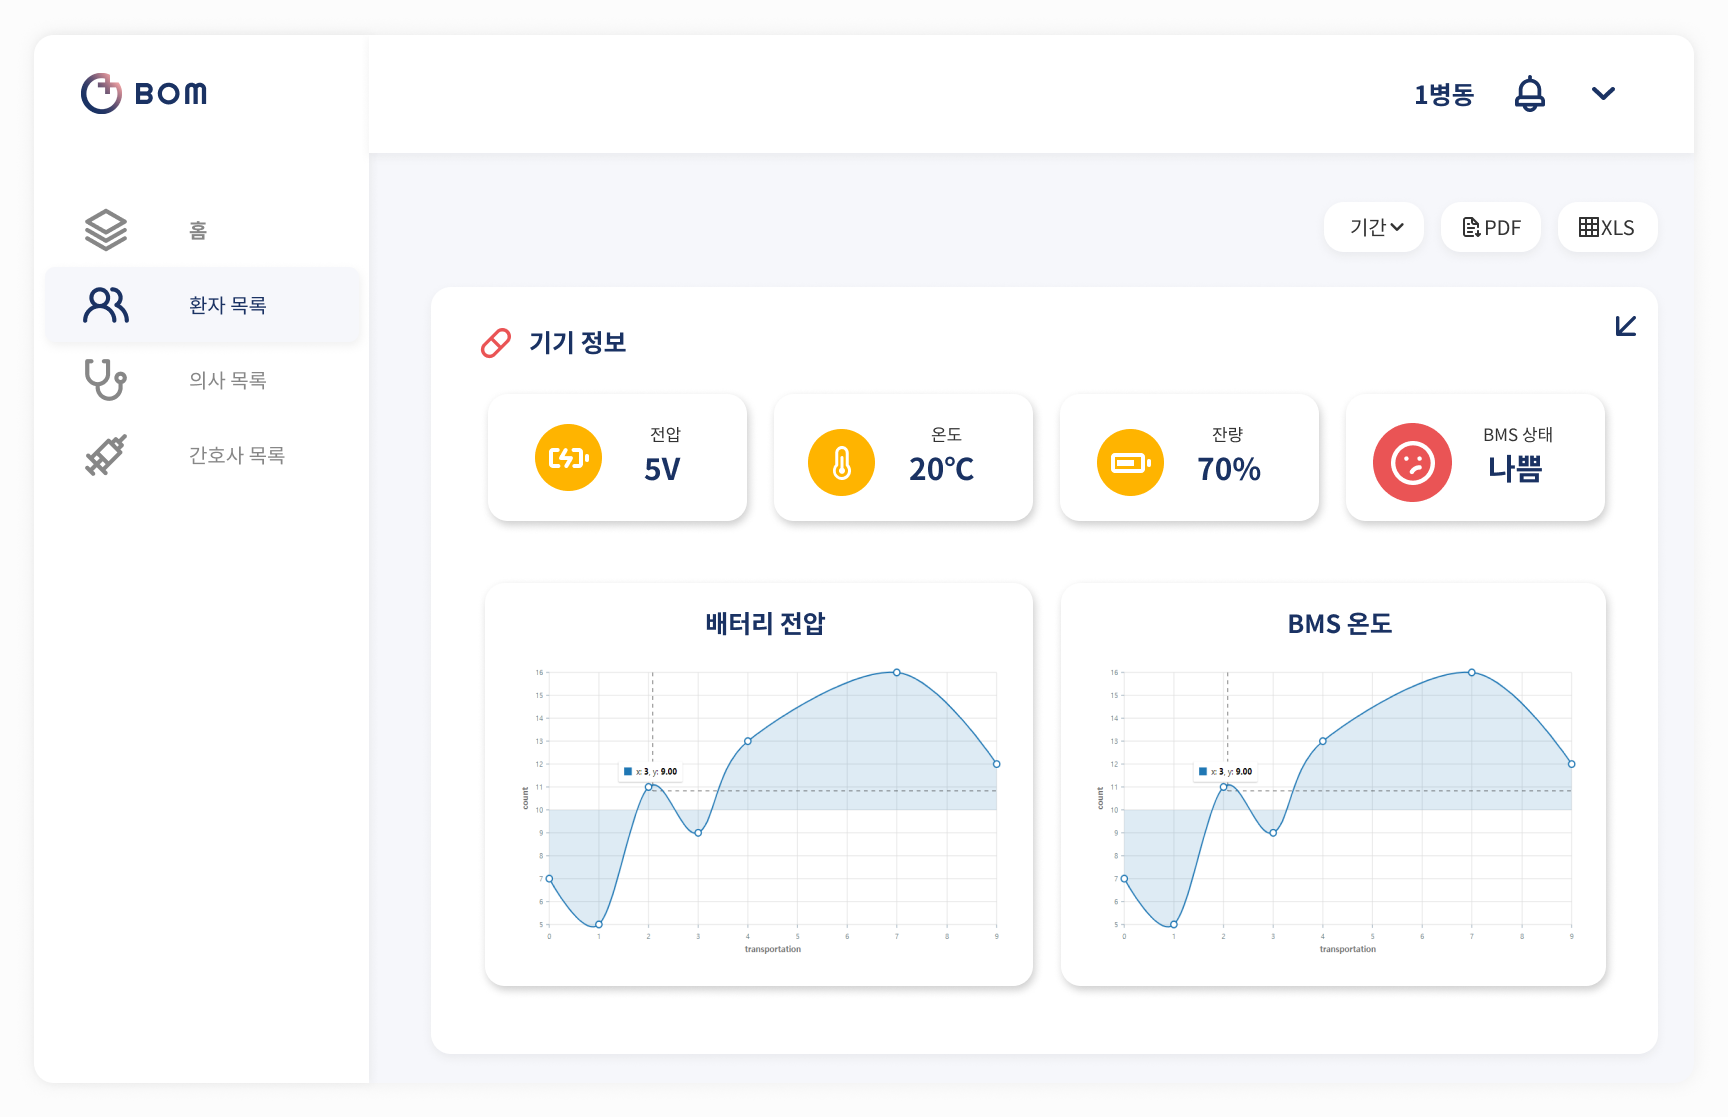 BOM
1병동
홈
환자 목록
의사 목록
간호사 목록
기간
PDF
XLS
기기 정보
전압
5V
온도
20°C
잔량
70%
BMS 상태
나쁨
배터리 전압
16
15
14
13
12
11
10
9
8
7
6
5
count
x: 3, y: 9.00
0 1 2 3 4 5 6 7 8 9
transportation
BMS 온도
16
15
14
13
12
11
10
9
8
7
6
5
count
x: 3, y: 9.00
0 1 2 3 4 5 6 7 8 9
transportation